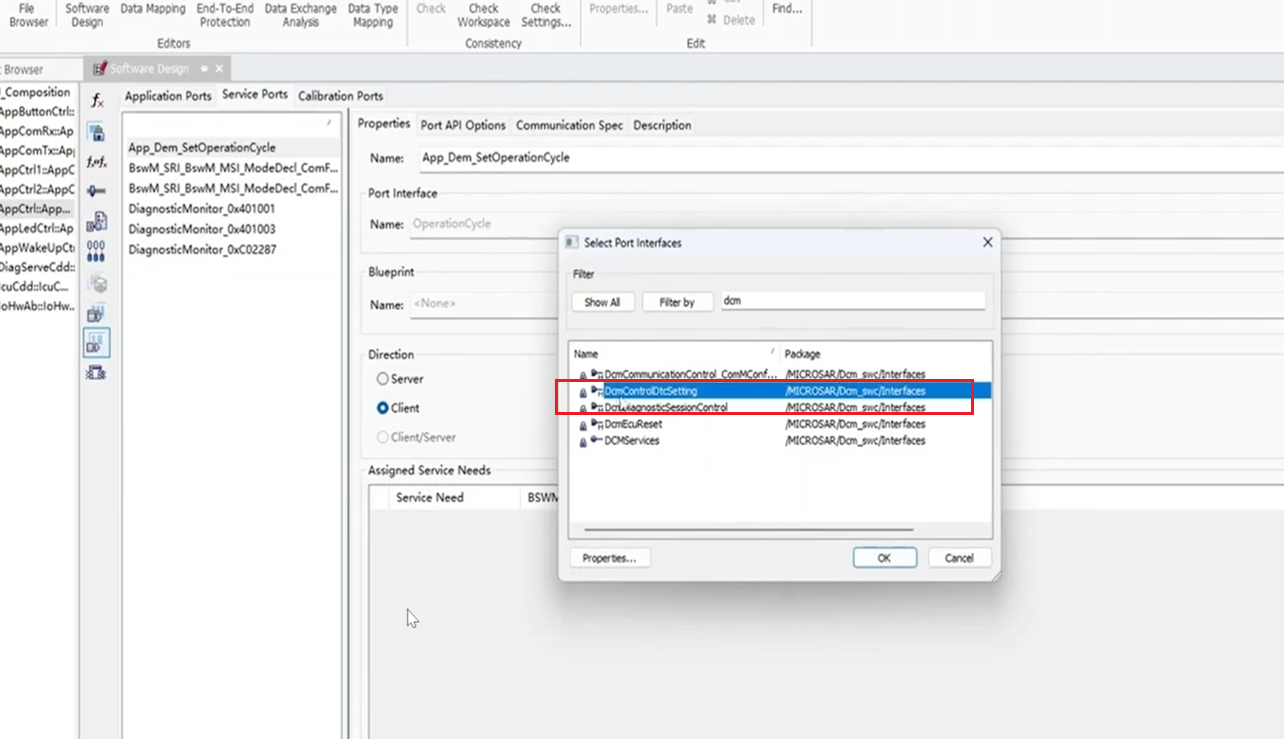 File Browser
Software Design
Data Mapping
End-To-End Protection
Data Exchange Analysis
Data Type Mapping
Check
Check Workspace
Check Settings...
Properties...
Paste
Delete
Find...
Editors
Consistency
Edit
Browser
Software Design
_Composition
AppButtonCtrl::
AppComRx::Ap
AppComTx::Ap
AppCtrl1::AppC
AppCtrl2::AppC
AppCtrl::App...
AppLedCtrl::Ap
AppWakeUpCt
DiagServeCdd::
IcuCdd::IcuC...
IoHwAb::IoHw..
Application Ports
Service Ports
Calibration Ports
App_Dem_SetOperationCycle
BswM_SRI_BswM_MSI_ModeDecl_ComF...
BswM_SRI_BswM_MSI_ModeDecl_ComF...
DiagnosticMonitor_0x401001
DiagnosticMonitor_0x401003
DiagnosticMonitor_0xC02287
Properties
Port API Options
Communication Spec
Description
Name: App_Dem_SetOperationCycle
Port Interface
Name: OperationCycle
Blueprint
Name: <None>
Direction
Server
Client
Client/Server
Assigned Service Needs
Service Need
BSWM
Select Port Interfaces
Filter
Show All
Filter by
dcm
Name
Package
DcmCommunicationControl_ComMConf... /MICROSAR/Dcm_swc/Interfaces
DcmControlDtcSetting /MICROSAR/Dcm_swc/Interfaces
DcmDiagnosticSessionControl /MICROSAR/Dcm_swc/Interfaces
DcmEcuReset /MICROSAR/Dcm_swc/Interfaces
DCMServices /MICROSAR/Dcm_swc/Interfaces
Properties...
OK
Cancel